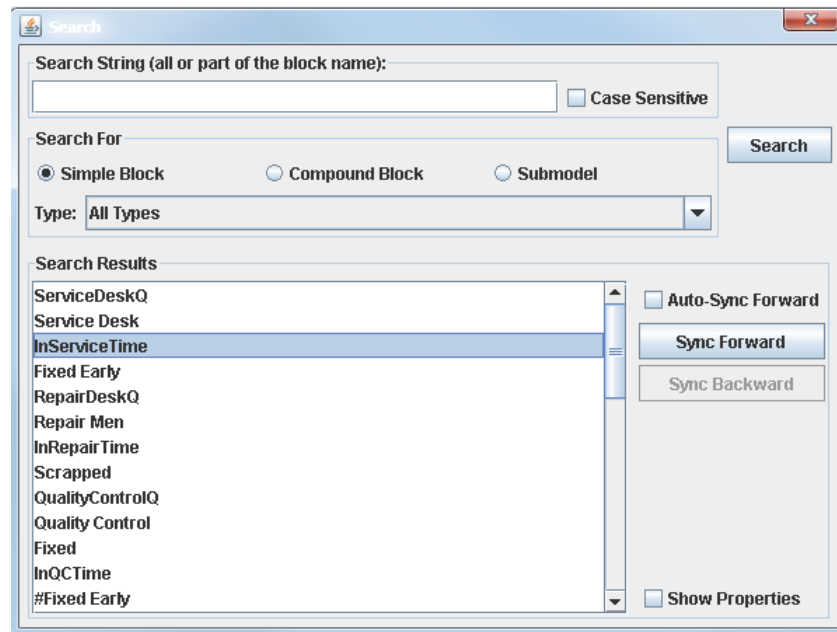 Search
Search String (all or part of the block name):
Case Sensitive
Search For
Search
Simple Block
Compound Block
Submodel
Type: All Types
Search Results
ServiceDeskQ
Service Desk
InServiceTime
Fixed Early
RepairDeskQ
Repair Men
InRepairTime
Scrapped
QualityControlQ
Quality Control
Fixed
InQCTime
#Fixed Early
Auto-Sync Forward
Sync Forward
Sync Backward
Show Properties